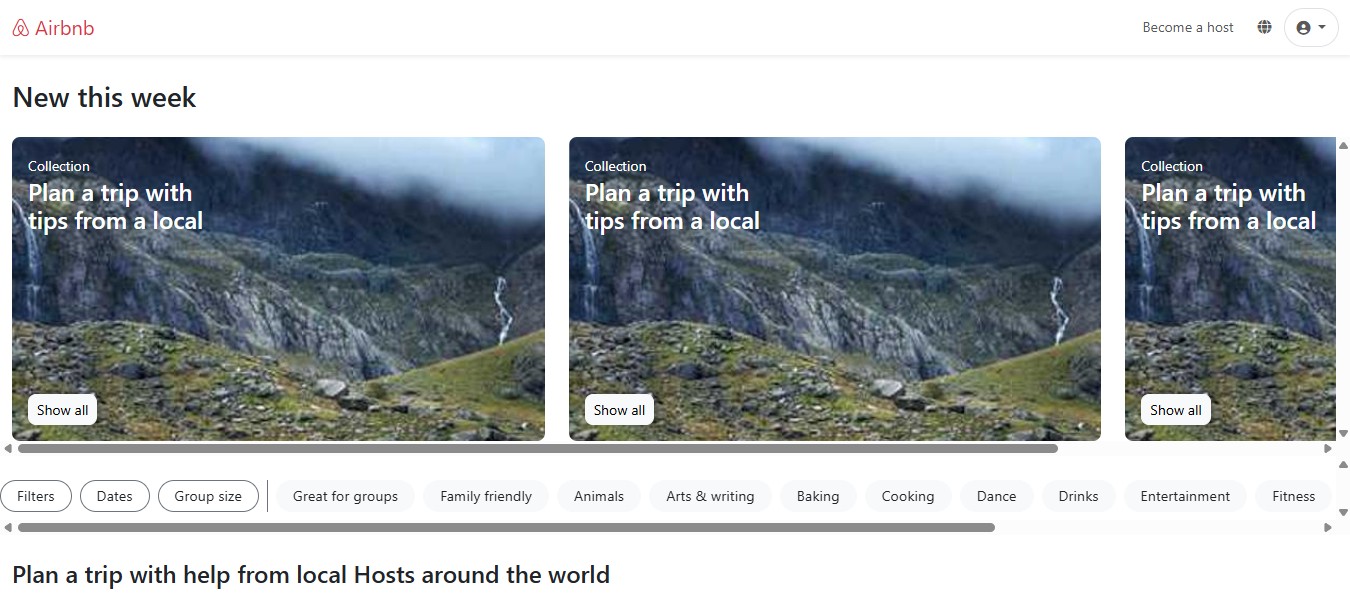 Airbnb
Become a host
New this week
Collection
Plan a trip with
tips from a local
Show all
Collection
Plan a trip with
tips from a local
Show all
Collection
Plan a trip with
tips from a local
Show all
Filters Dates Group size Great for groups Family friendly Animals Arts & writing Baking Cooking Dance Drinks Entertainment Fitness
Plan a trip with help from local Hosts around the world